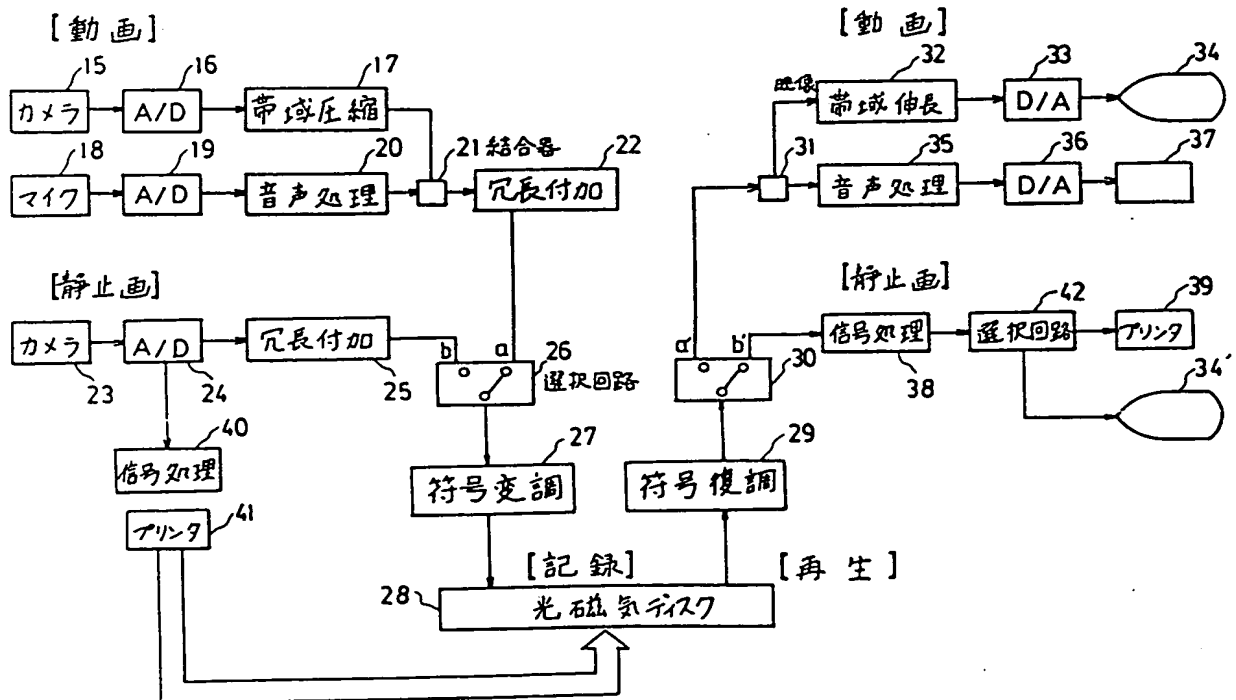 [動画]
15
16
17
カメラ
A/D
帯域圧縮
18
19
20
21 結合器
22
マイク
A/D
音声処理
冗長付加
[静止画]
カメラ
A/D
冗長付加
b
a
26
選択回路
23
24
25
40
信号処理
27
符号変調
プリンタ
41
[記録]
28
光磁気ディスク
[動画]
映像
32
33
34
帯域伸長
D/A
31
35
36
37
音声処理
D/A
[静止画]
42
39
a'
b'
信号処理
選択回路
プリンタ
30
38
34'
29
符号復調
[再生]